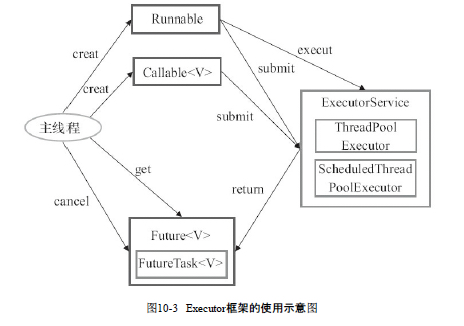 Runnable
creat
execut
creat
Callable<V>
submit
ExecutorService
主线程
submit
ThreadPool
Executor
get
ScheduledThread
PoolExecutor
cancel
return
Future<V>
FutureTask<V>
图10-3 Executor框架的使用示意图